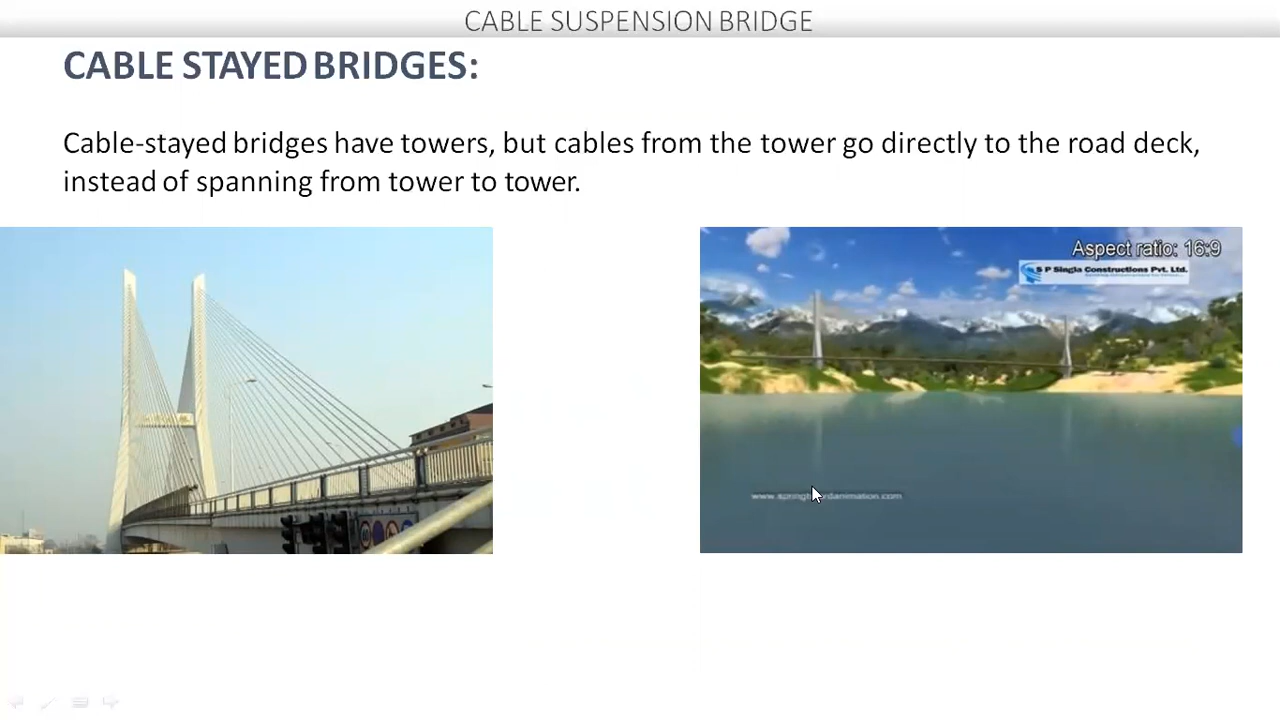 CABLE SUSPENSION BRIDGE
CABLE STAYED BRIDGES:
Cable-stayed bridges have towers, but cables from the tower go directly to the road deck,
instead of spanning from tower to tower.
Aspect ratio: 16:9
S P Singla Constructions Pvt. Ltd.